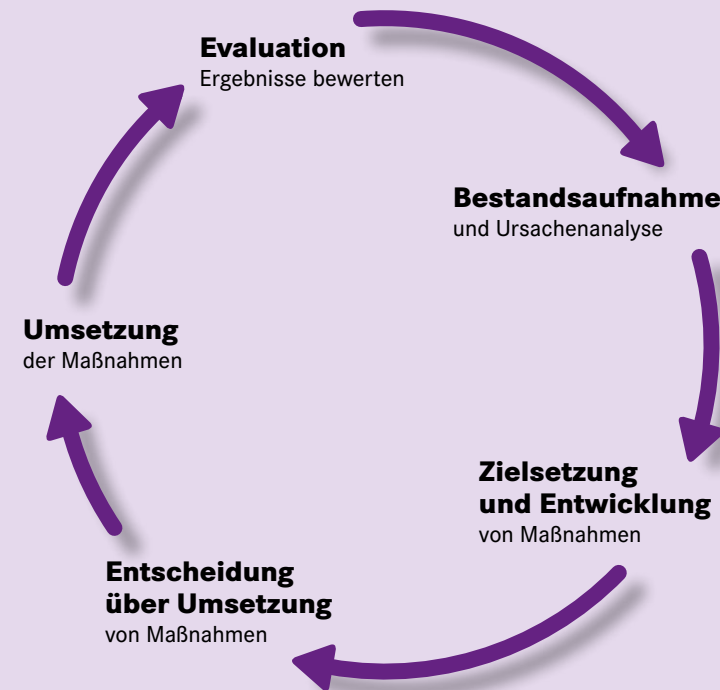 Evaluation
Ergebnisse bewerten
Bestandsaufnahme
und Ursachenanalyse
Zielsetzung
und Entwicklung
von Maßnahmen
Entscheidung
über Umsetzung
von Maßnahmen
Umsetzung
der Maßnahmen